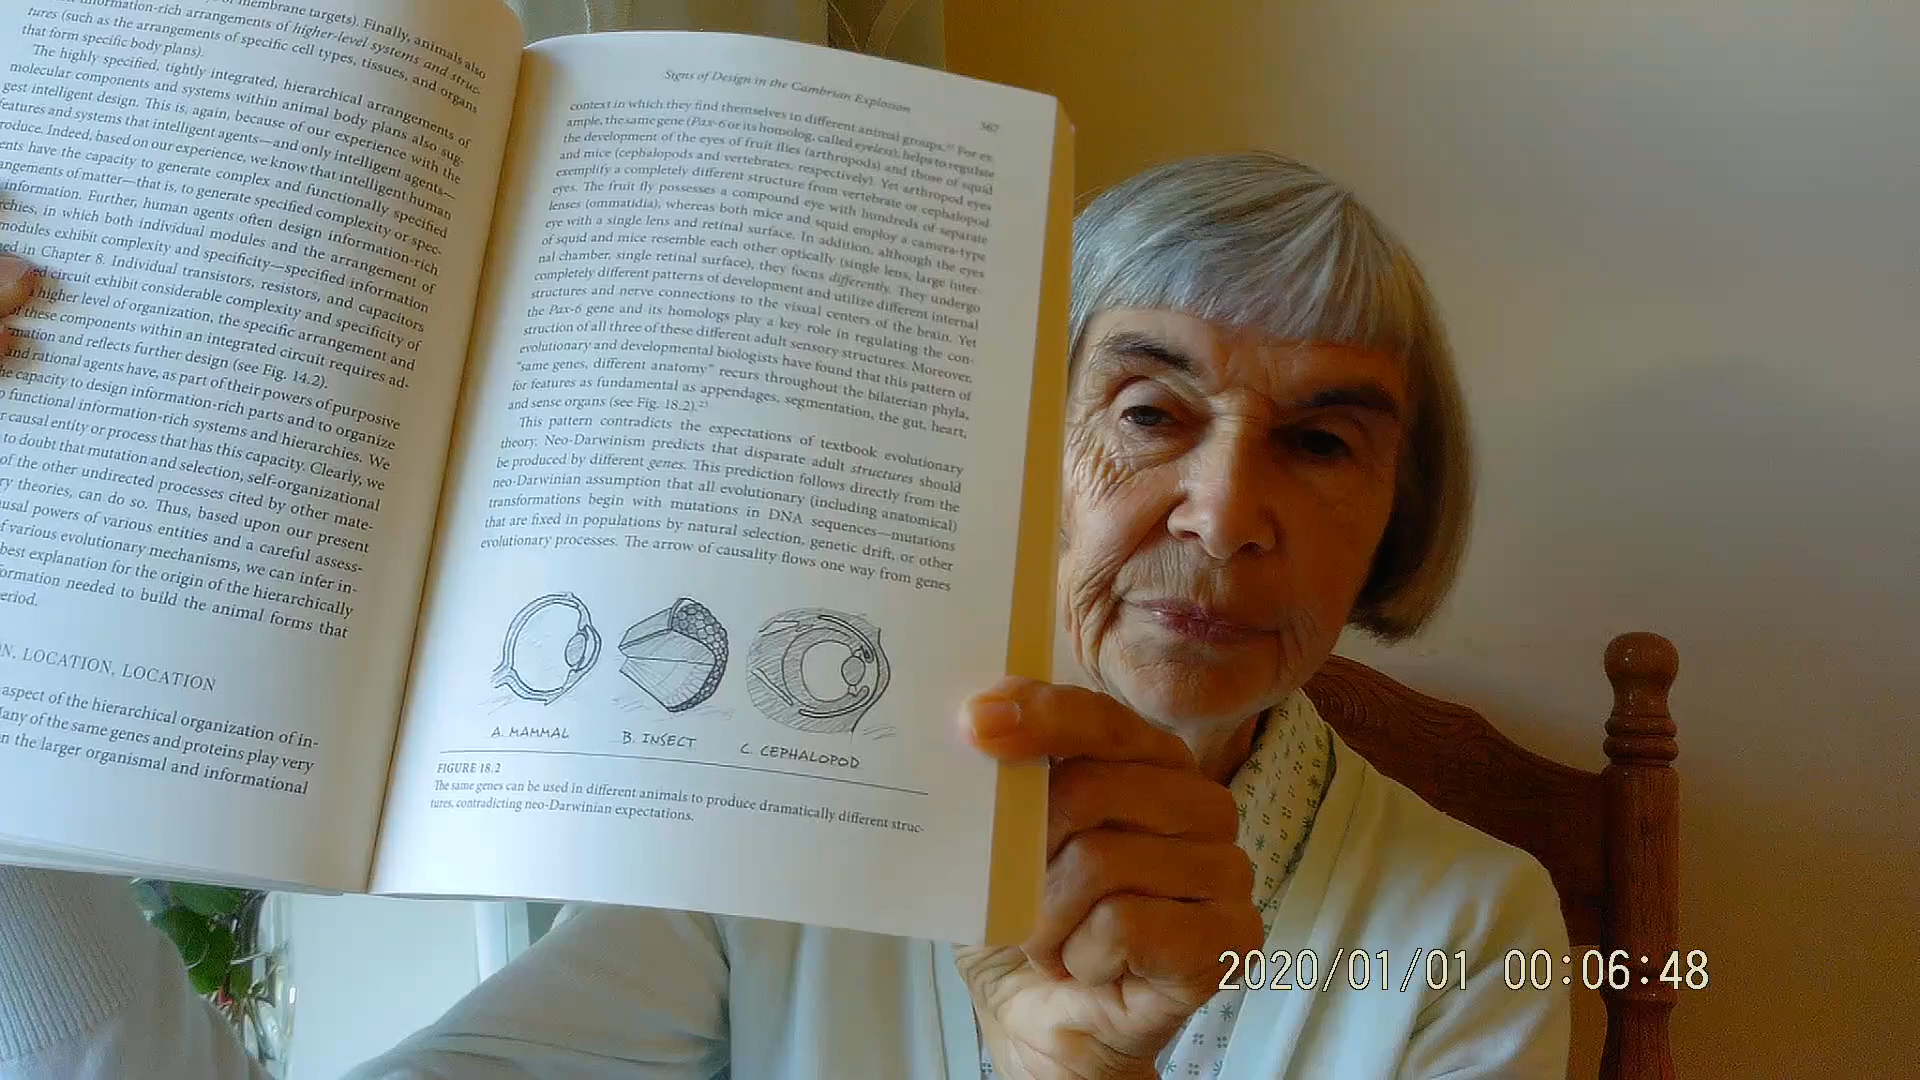 membrane targets). Finally, animals also
information-rich arrangements of higher-level systems and struc-
tures (such as the arrangements of specific cell types, tissues, and organs
that form specific body plans).
The highly specified, tightly integrated, hierarchical arrangements of
molecular components and systems within animal body plans also sug-
gest intelligent design. This is, again, because of our experience with the
features and systems that intelligent agents—and only intelligent agents—
produce. Indeed, based on our experience, we know that intelligent human
agents have the capacity to generate complex and functionally specified
arrangements of matter—that is, to generate specified complexity or spec-
information. Further, human agents often design information-rich
in which both individual modules and the arrangement of
modules exhibit complexity and specificity—specified information
in Chapter 8. Individual transistors, resistors, and capacitors
circuit exhibit considerable complexity and specificity of
higher level of organization, the specific arrangement and
these components within an integrated circuit requires ad-
mation and reflects further design (see Fig. 14.2).
and rational agents have, as part of their powers of purposive
capacity to design information-rich parts and to organize
functional information-rich systems and hierarchies. We
causal entity or process that has this capacity. Clearly, we
to doubt that mutation and selection, self-organizational
of the other undirected processes cited by other mate-
theories, can do so. Thus, based upon our present
causal powers of various entities and a careful assess-
various evolutionary mechanisms, we can infer in-
best explanation for the origin of the hierarchically
information needed to build the animal forms that
period.
LOCATION, LOCATION
aspect of the hierarchical organization of in-
Many of the same genes and proteins play very
the larger organismal and informational
Signs of Design in the Cambrian Explosion
367
context in which they find themselves in different animal groups. For ex-
ample, the same gene (Pax-6 or its homolog, called eyeless), helps to regulate
the development of the eyes of fruit flies (arthropods) and those of squid
and mice (cephalopods and vertebrates, respectively). Yet arthropod eyes
exemplify a completely different structure from vertebrate or cephalopod
eyes. The fruit fly possesses a compound eye with hundreds of separate
lenses (ommatidia), whereas both mice and squid employ a camera-type
eye with a single lens and retinal surface. In addition, although the eyes
of squid and mice resemble each other optically (single lens, large inter-
nal chamber, single retinal surface), they focus differently. They undergo
completely different patterns of development and utilize different internal
structures and nerve connections to the visual centers of the brain. Yet
the Pax-6 gene and its homologs play a key role in regulating the con-
struction of all three of these different adult sensory structures. Moreover,
evolutionary and developmental biologists have found that this pattern of
"same genes, different anatomy" recurs throughout the bilaterian phyla,
for features as fundamental as appendages, segmentation, the gut, heart,
and sense organs (see Fig. 18.2).
This pattern contradicts the expectations of textbook evolutionary
theory. Neo-Darwinism predicts that disparate adult structures should
be produced by different genes. This prediction follows directly from the
neo-Darwinian assumption that all evolutionary (including anatomical)
transformations begin with mutations in DNA sequences—mutations
that are fixed in populations by natural selection, genetic drift, or other
evolutionary processes. The arrow of causality flows one way from genes
A. MAMMAL
B. INSECT
C. CEPHALOPOD
FIGURE 18.2
The same genes can be used in different animals to produce dramatically different struc-
tures, contradicting neo-Darwinian expectations.
2020/01/01 00:06:48